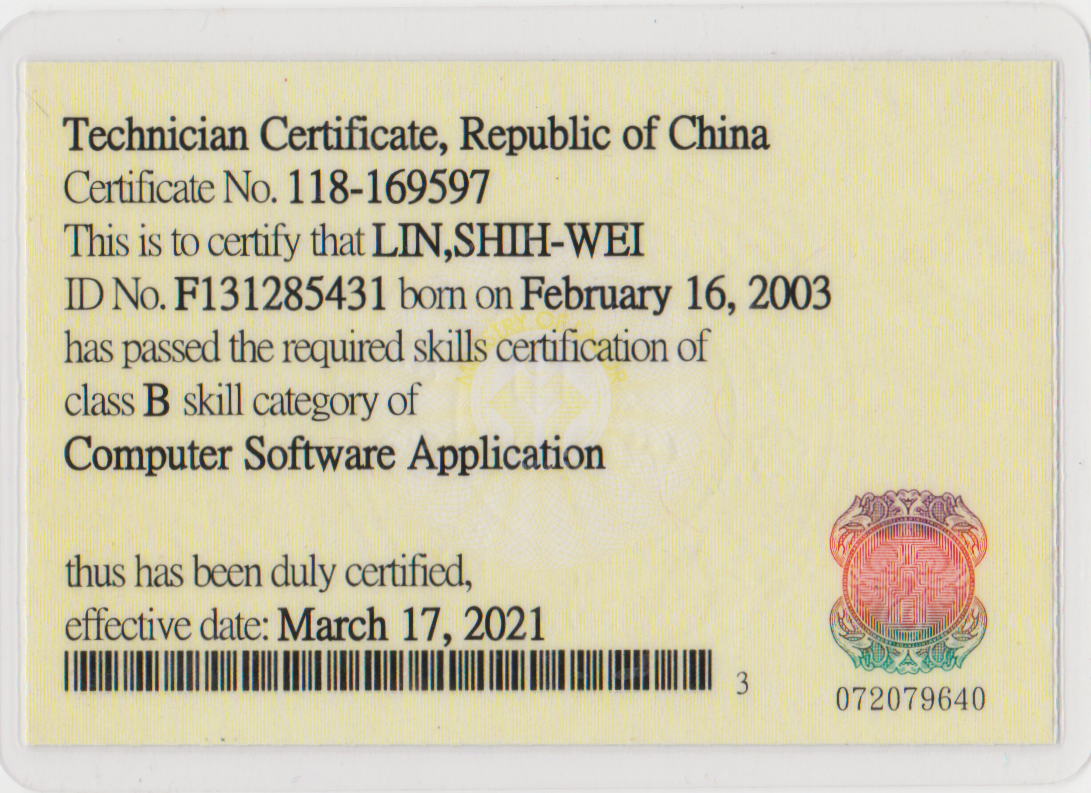 Technician Certificate, Republic of China
Certificate No. 118-169597
This is to certify that LIN,SHIH-WEI
ID No. F131285431 born on February 16, 2003
has passed the required skills certification of
class B skill category of
Computer Software Application
thus has been duly certified,
effective date: March 17, 2021
3
072079640